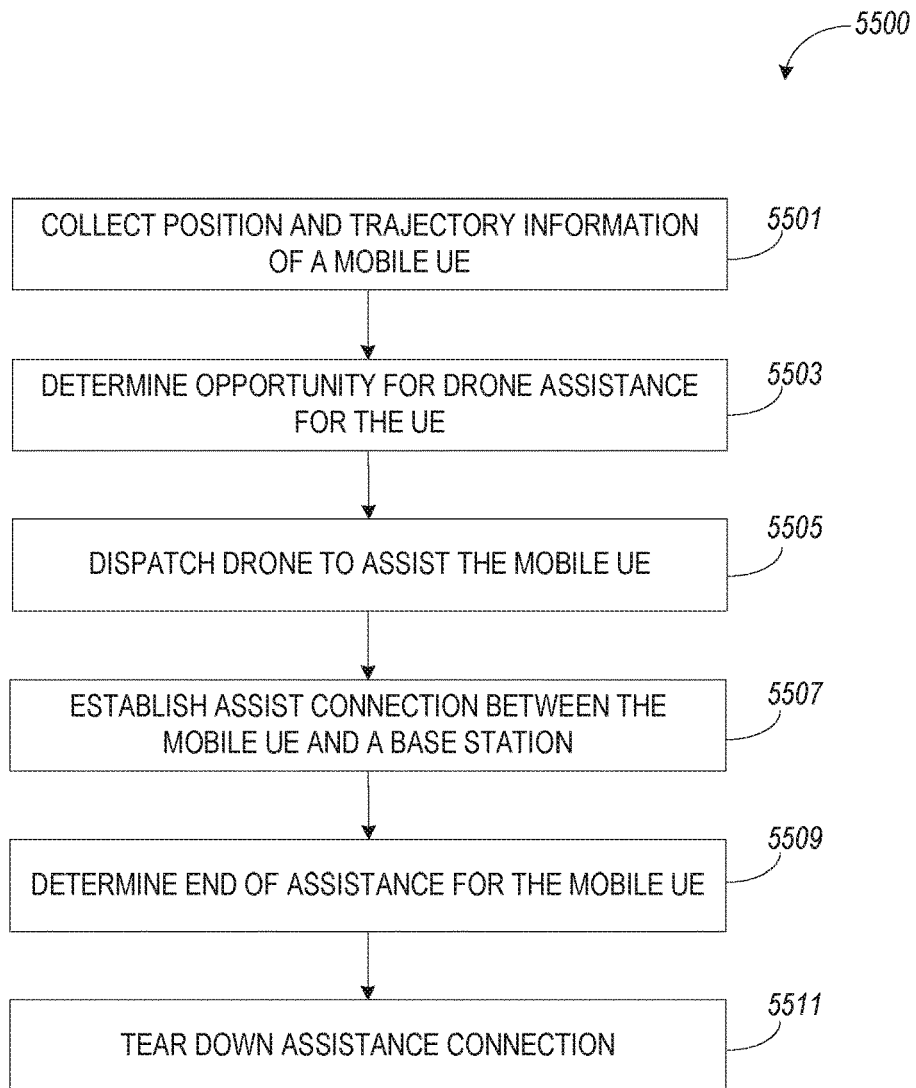 5500
COLLECT POSITION AND TRAJECTORY INFORMATION
OF A MOBILE UE
5501
DETERMINE OPPORTUNITY FOR DRONE ASSISTANCE
FOR THE UE
5503
DISPATCH DRONE TO ASSIST THE MOBILE UE
5505
ESTABLISH ASSIST CONNECTION BETWEEN THE
MOBILE UE AND A BASE STATION
5507
DETERMINE END OF ASSISTANCE FOR THE MOBILE UE
5509
TEAR DOWN ASSISTANCE CONNECTION
5511